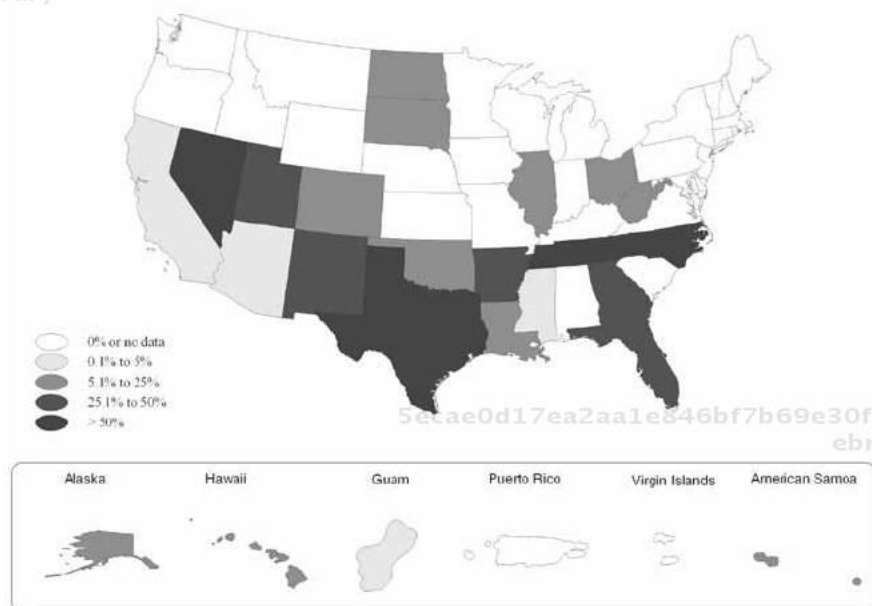 0% or no data
0.1% to 5%
5.1% to 25%
25.1% to 50%
> 50%
5ecae0d17ea2aa1e846bf7b69e30f
ebr
Alaska
Hawaii
Guam
Puerto Rico
Virgin Islands
American Samoa